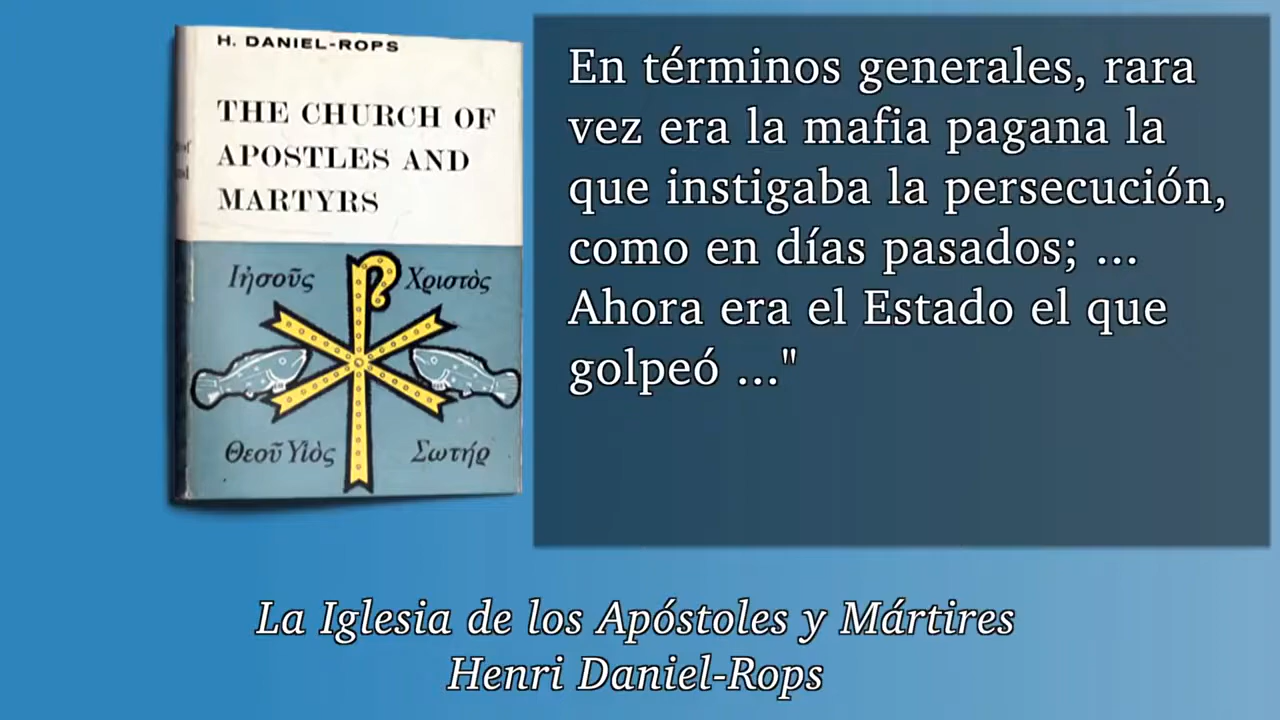 H. DANIEL-ROPS
THE CHURCH OF
APOSTLES AND
MARTYRS
Ἰησοῦς Χριστὸς
Θεοῦ Υἱὸς Σωτήρ
En términos generales, rara
vez era la mafia pagana la
que instigaba la persecución,
como en días pasados; ...
Ahora era el Estado el que
golpeó ..."
La Iglesia de los Apóstoles y Mártires
Henri Daniel-Rops